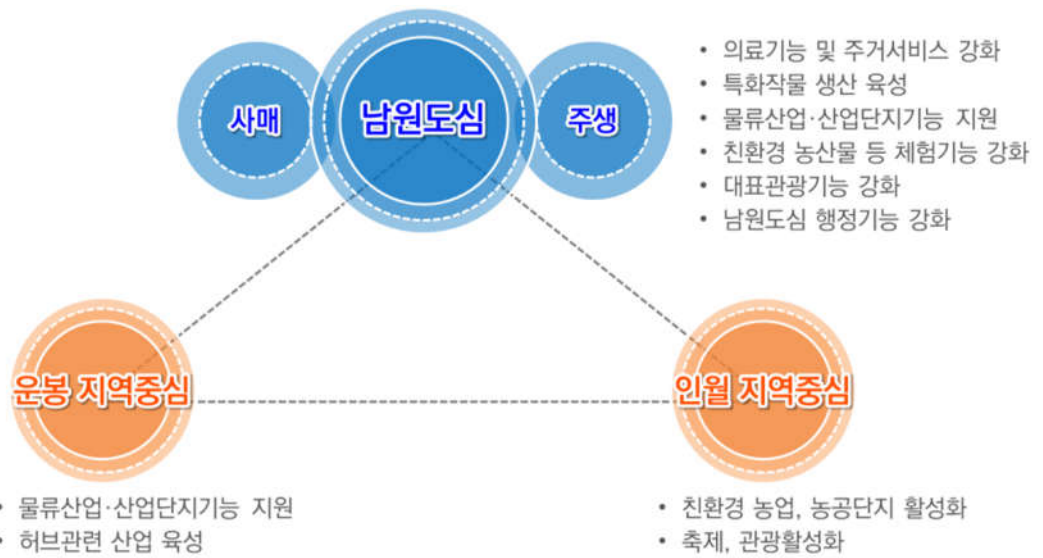 사매
남원도심
주생
• 의료기능 및 주거서비스 강화
• 특화작물 생산 육성
• 물류산업·산업단지기능 지원
• 친환경 농산물 등 체험기능 강화
• 대표관광기능 강화
• 남원도심 행정기능 강화
운봉 지역중심
인월 지역중심
• 물류산업·산업단지기능 지원
• 허브관련 산업 육성
• 친환경 농업, 농공단지 활성화
• 축제, 관광활성화